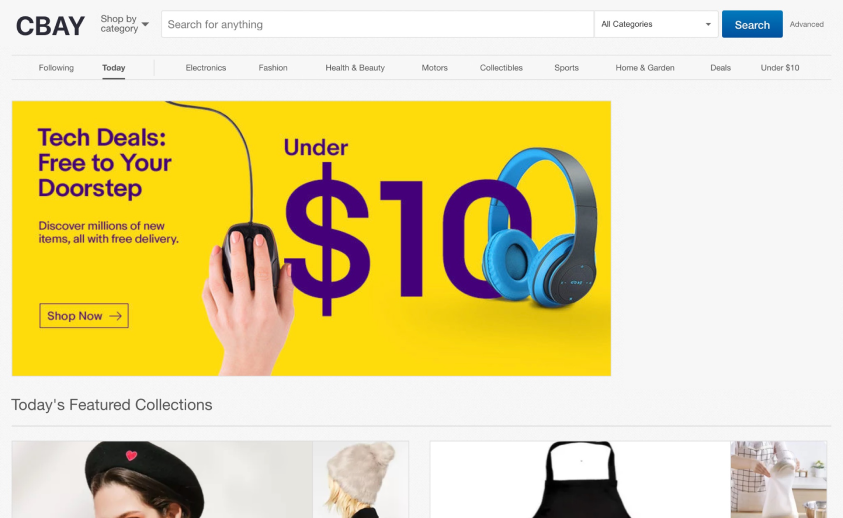 CBAY
Shop by
category
Search for anything
All Categories
Search
Advanced
Following
Today
Electronics
Fashion
Health & Beauty
Motors
Collectibles
Sports
Home & Garden
Deals
Under $10
Tech Deals:
Free to Your
Doorstep
Discover millions of new
items, all with free delivery.
Shop Now →
Under
$10
Today's Featured Collections